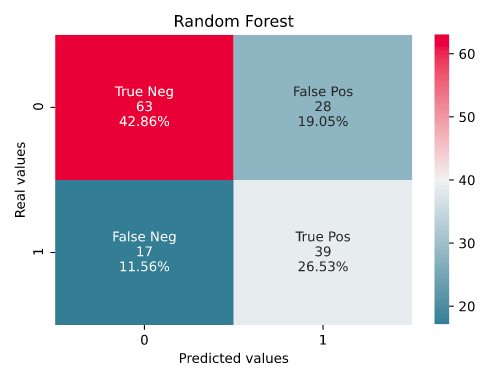 Random Forest
True Neg
63
42.86%
False Pos
28
19.05%
False Neg
17
11.56%
True Pos
39
26.53%
0
1
Real values
0
1
Predicted values
60
50
40
30
20